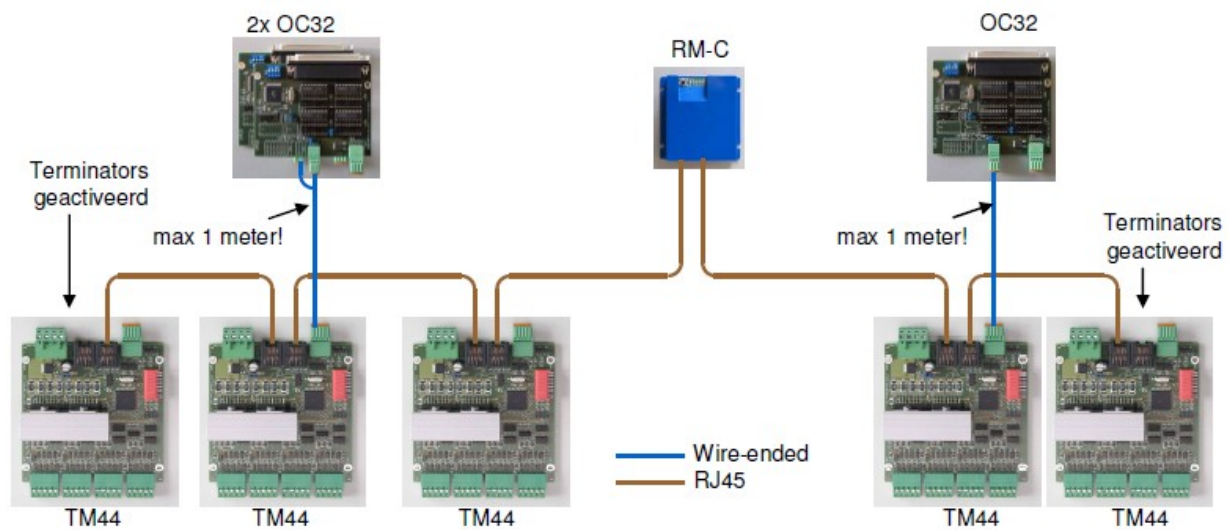 2x OC32
RM-C
OC32
Terminators
geactiveerd
max 1 meter!
max 1 meter!
Terminators
geactiveerd
Wire-ended
RJ45
TM44
TM44
TM44
TM44
TM44